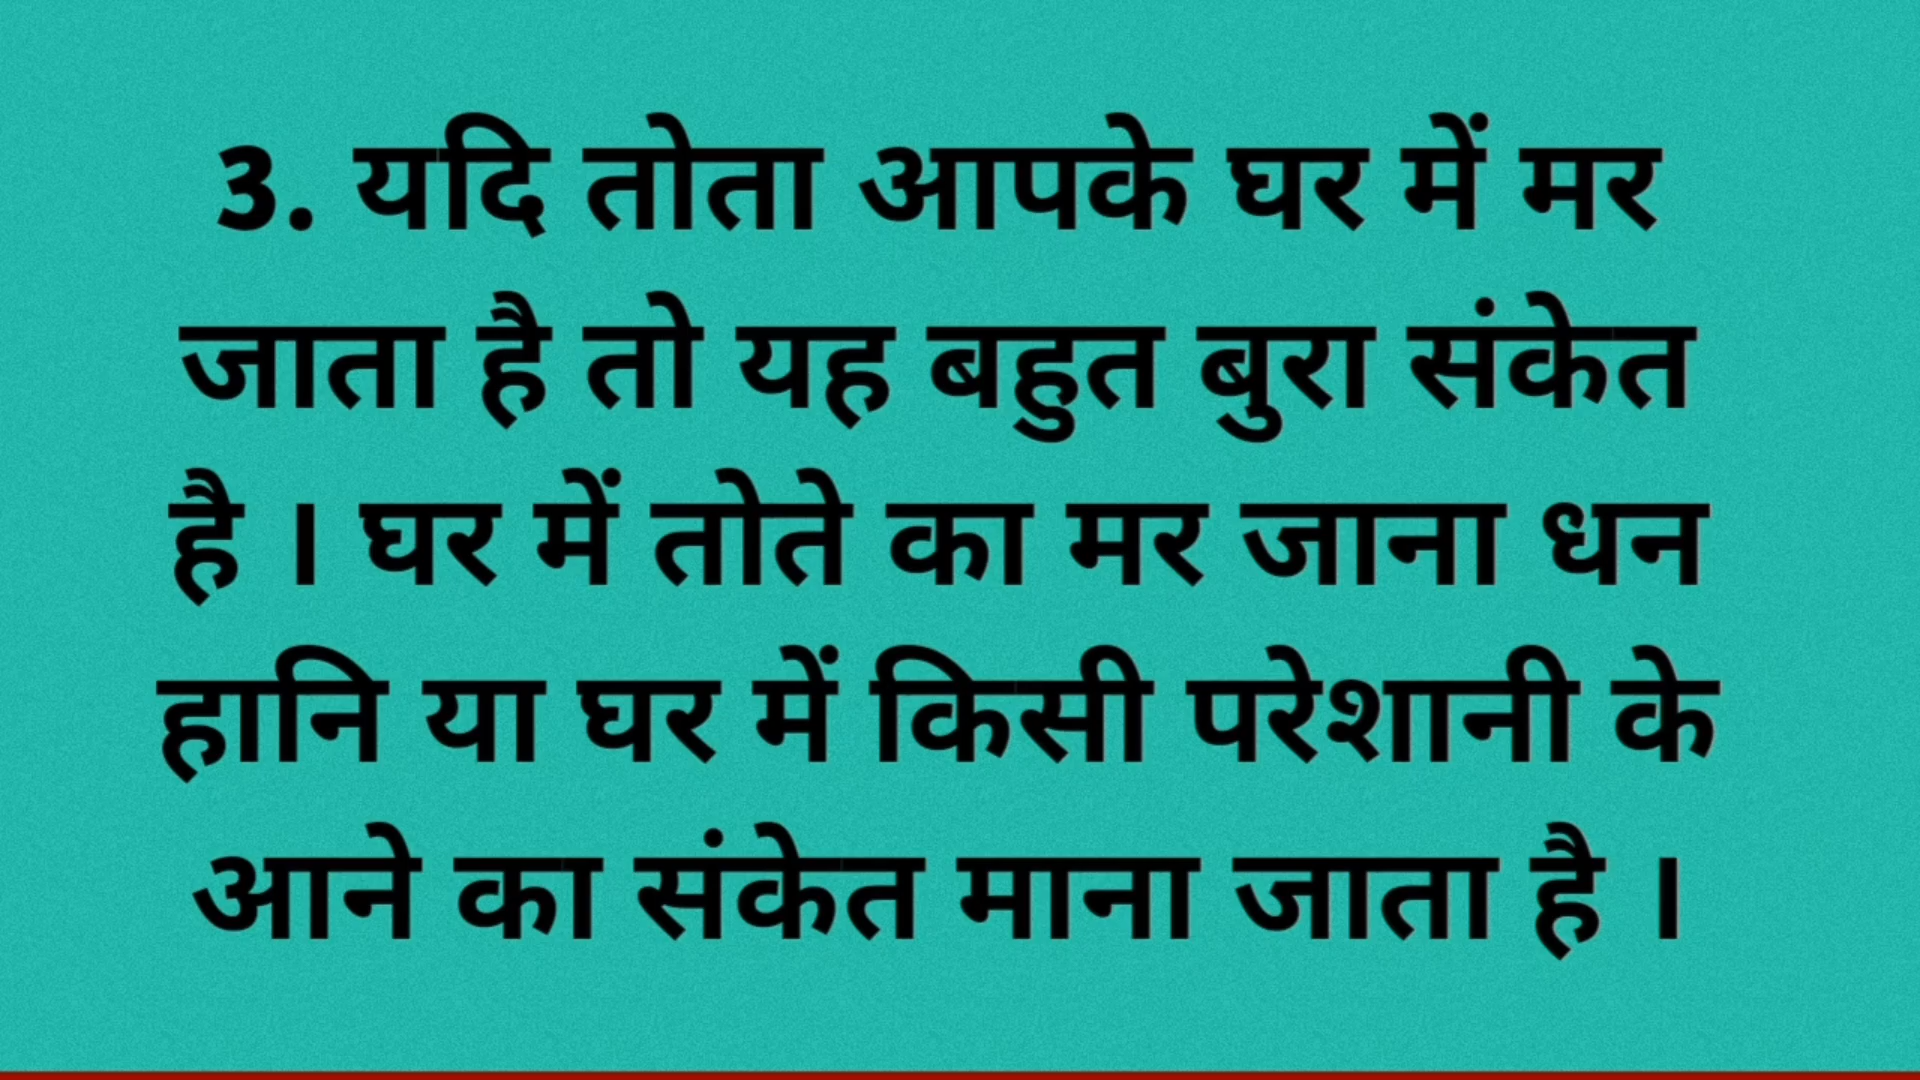 3. यदि तोता आपके घर में मर
जाता है तो यह बहुत बुरा संकेत
है । घर में तोते का मर जाना धन
हानि या घर में किसी परेशानी के
आने का संकेत माना जाता है ।